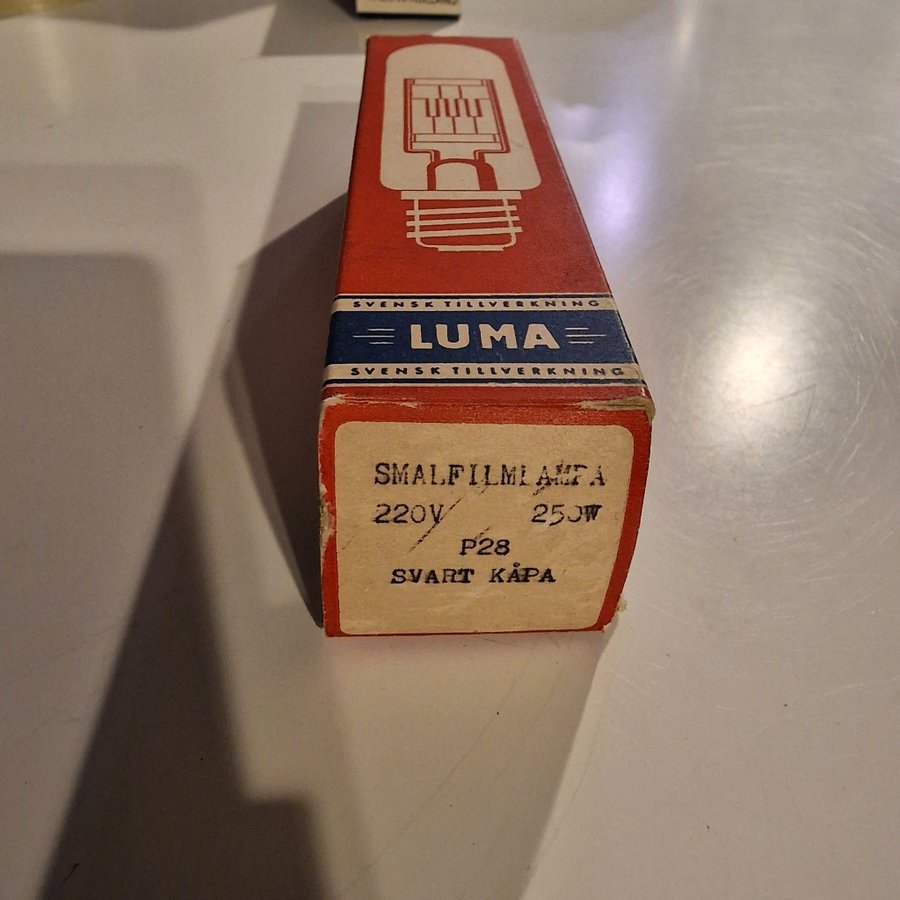 SVENSK TILLVERKNING
LUMA
SVENSK TILLVERKNING
SMALFILMLAMPA
220V 250W
P28
SVART KÅPA